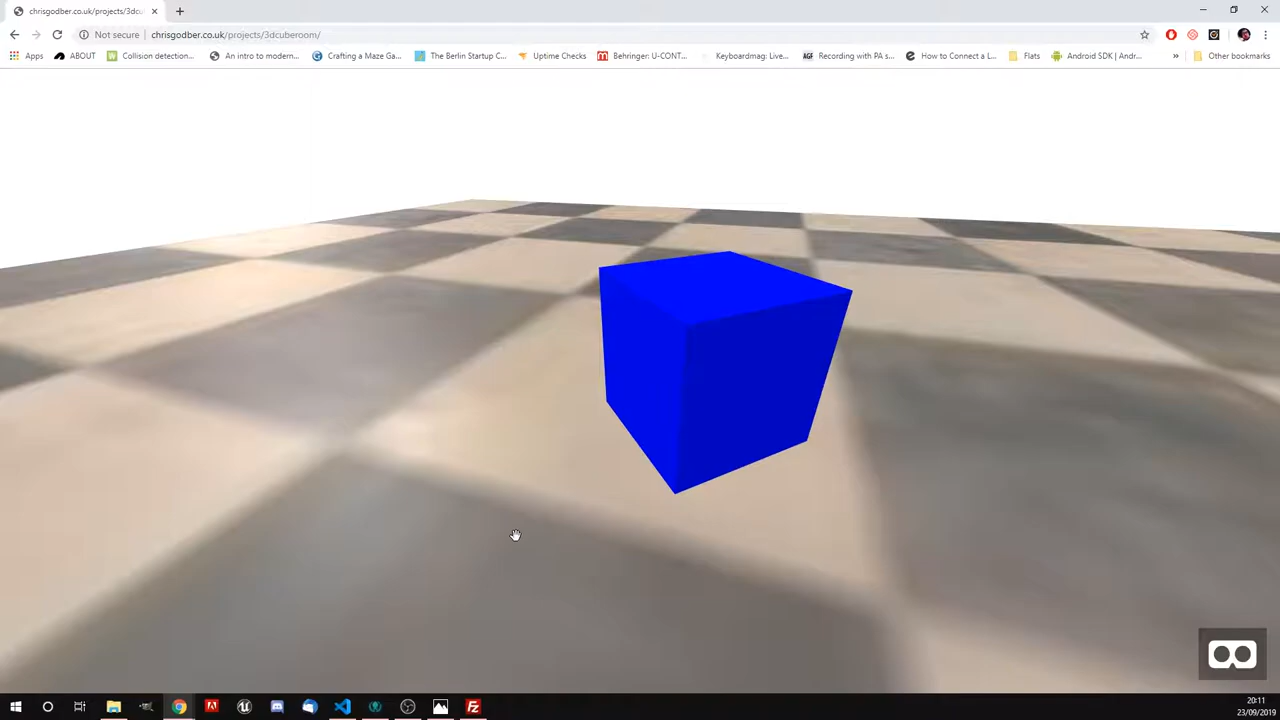 chrisgodber.co.uk/projects/3dcu
Not secure | chrisgodber.co.uk/projects/3dcuberoom/
Apps ABOUT Collision detection... An intro to modern... Crafting a Maze Ga... The Berlin Startup C... Uptime Checks Behringer: U-CONT... Keyboardmag: Live... AGF Recording with PA s... How to Connect a L... Flats Android SDK | Andr... » Other bookmarks
20:11
23/09/2019